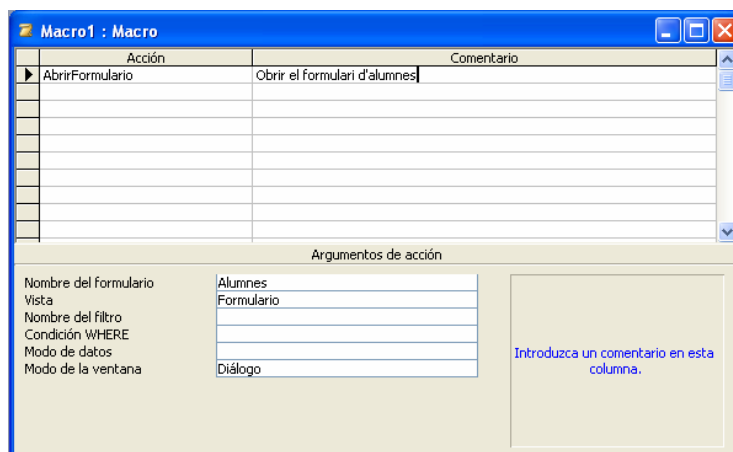 Macro1 : Macro
Acción Comentario
AbrirFormulario Obrir el formulari d'alumnes
Argumentos de acción
Nombre del formulario Alumnes
Vista Formulario
Nombre del filtro
Condición WHERE
Modo de datos
Modo de la ventana Diálogo
Introduzca un comentario en esta
columna.